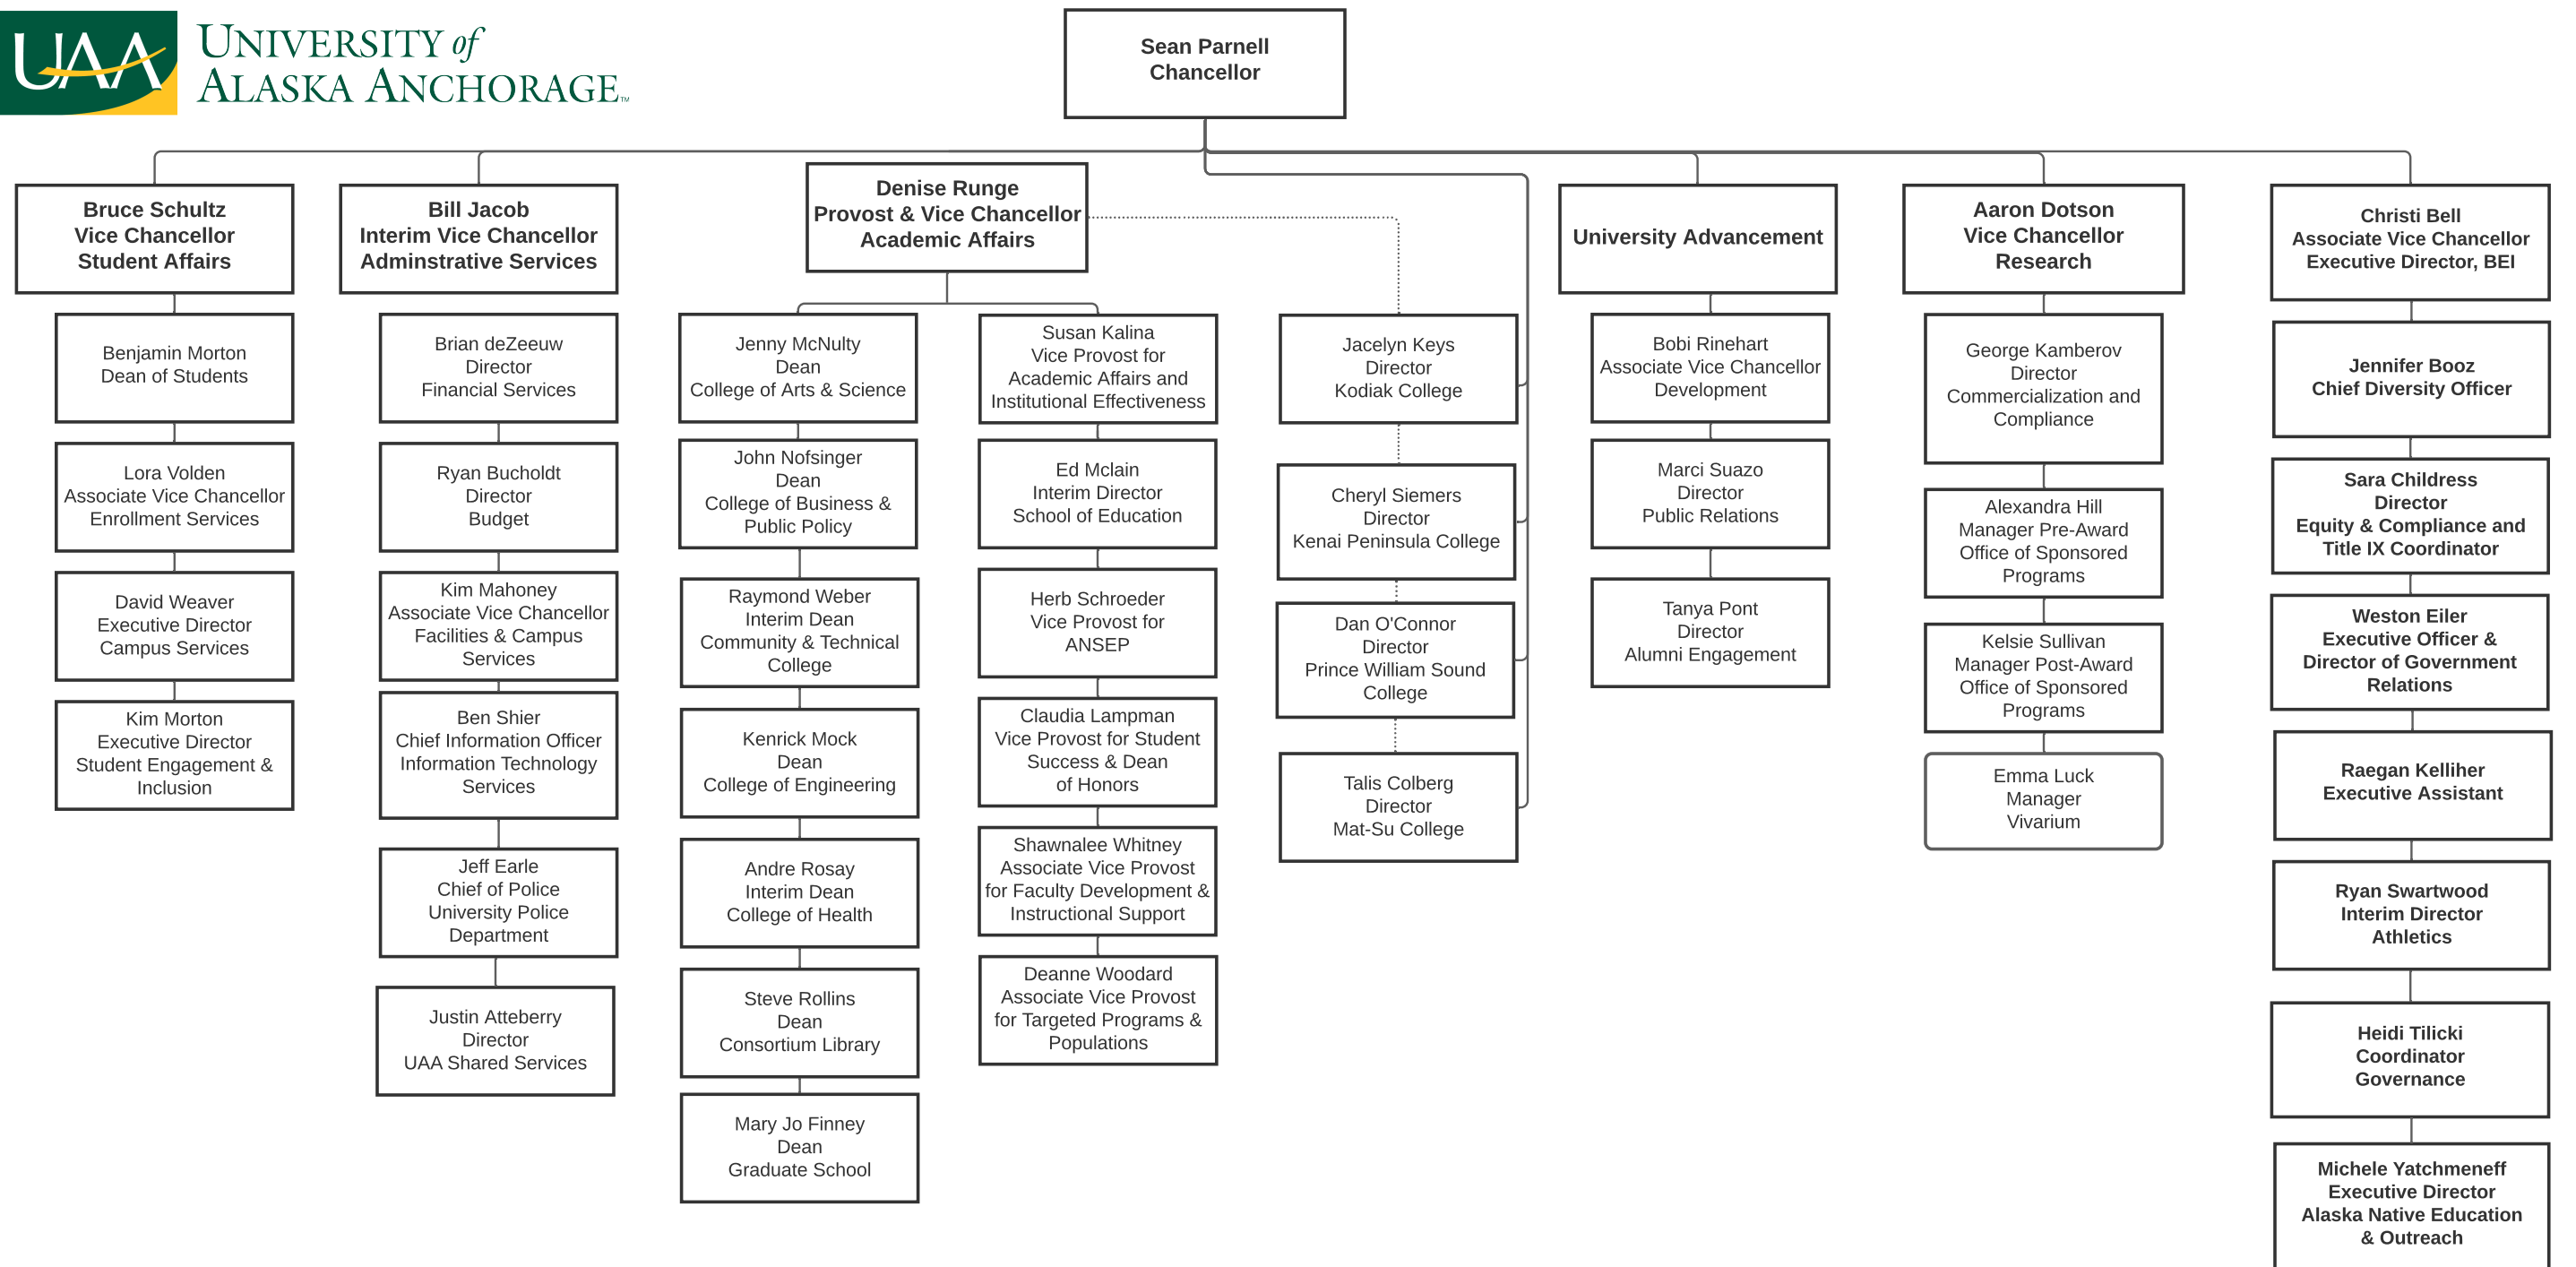 UAA
UNIVERSITY of
ALASKA ANCHORAGE™
Sean Parnell
Chancellor
Bruce Schultz
Vice Chancellor
Student Affairs
Benjamin Morton
Dean of Students
Lora Volden
Associate Vice Chancellor
Enrollment Services
David Weaver
Executive Director
Campus Services
Kim Morton
Executive Director
Student Engagement &
Inclusion
Bill Jacob
Interim Vice Chancellor
Adminstrative Services
Brian deZeeuw
Director
Financial Services
Ryan Bucholdt
Director
Budget
Kim Mahoney
Associate Vice Chancellor
Facilities & Campus
Services
Ben Shier
Chief Information Officer
Information Technology
Services
Jeff Earle
Chief of Police
University Police
Department
Justin Atteberry
Director
UAA Shared Services
Denise Runge
Provost & Vice Chancellor
Academic Affairs
Jenny McNulty
Dean
College of Arts & Science
John Nofsinger
Dean
College of Business &
Public Policy
Raymond Weber
Interim Dean
Community & Technical
College
Kenrick Mock
Dean
College of Engineering
Andre Rosay
Interim Dean
College of Health
Steve Rollins
Dean
Consortium Library
Mary Jo Finney
Dean
Graduate School
Susan Kalina
Vice Provost for
Academic Affairs and
Institutional Effectiveness
Ed Mclain
Interim Director
School of Education
Herb Schroeder
Vice Provost for
ANSEP
Claudia Lampman
Vice Provost for Student
Success & Dean
of Honors
Shawnalee Whitney
Associate Vice Provost
for Faculty Development &
Instructional Support
Deanne Woodard
Associate Vice Provost
for Targeted Programs &
Populations
Jacelyn Keys
Director
Kodiak College
Cheryl Siemers
Director
Kenai Peninsula College
Dan O'Connor
Director
Prince William Sound
College
Talis Colberg
Director
Mat-Su College
University Advancement
Bobi Rinehart
Associate Vice Chancellor
Development
Marci Suazo
Director
Public Relations
Tanya Pont
Director
Alumni Engagement
Aaron Dotson
Vice Chancellor
Research
George Kamberov
Director
Commercialization and
Compliance
Alexandra Hill
Manager Pre-Award
Office of Sponsored
Programs
Kelsie Sullivan
Manager Post-Award
Office of Sponsored
Programs
Emma Luck
Manager
Vivarium
Christi Bell
Associate Vice Chancellor
Executive Director, BEI
Jennifer Booz
Chief Diversity Officer
Sara Childress
Director
Equity & Compliance and
Title IX Coordinator
Weston Eiler
Executive Officer &
Director of Government
Relations
Raegan Kelliher
Executive Assistant
Ryan Swartwood
Interim Director
Athletics
Heidi Tilicki
Coordinator
Governance
Michele Yatchmeneff
Executive Director
Alaska Native Education
& Outreach